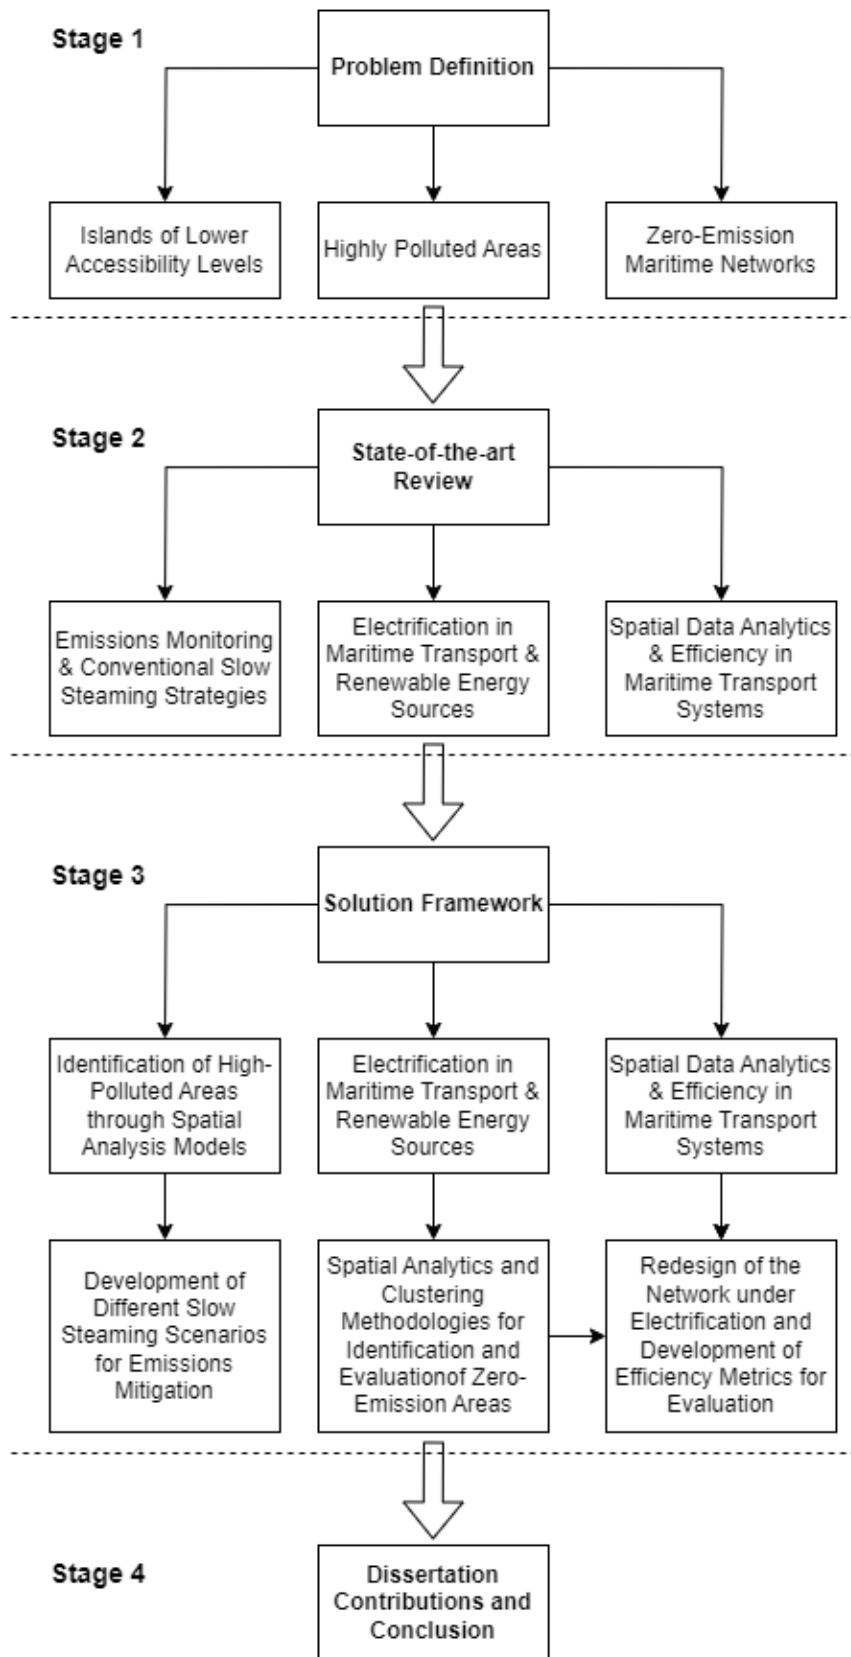 Stage 1
Problem Definition
Islands of Lower
Accessibility Levels
Highly Polluted Areas
Zero-Emission
Maritime Networks
Stage 2
State-of-the-art
Review
Emissions Monitoring
& Conventional Slow
Steaming Strategies
Electrification in
Maritime Transport &
Renewable Energy
Sources
Spatial Data Analytics
& Efficiency in
Maritime Transport
Systems
Stage 3
Solution Framework
Identification of High-
Polluted Areas
through Spatial
Analysis Models
Electrification in
Maritime Transport &
Renewable Energy
Sources
Spatial Data Analytics
& Efficiency in
Maritime Transport
Systems
Development of
Different Slow
Steaming Scenarios
for Emissions
Mitigation
Spatial Analytics and
Clustering
Methodologies for
Identification and
Evaluationof Zero-
Emission Areas
Redesign of the
Network under
Electrification and
Development of
Efficiency Metrics for
Evaluation
Stage 4
Dissertation
Contributions and
Conclusion